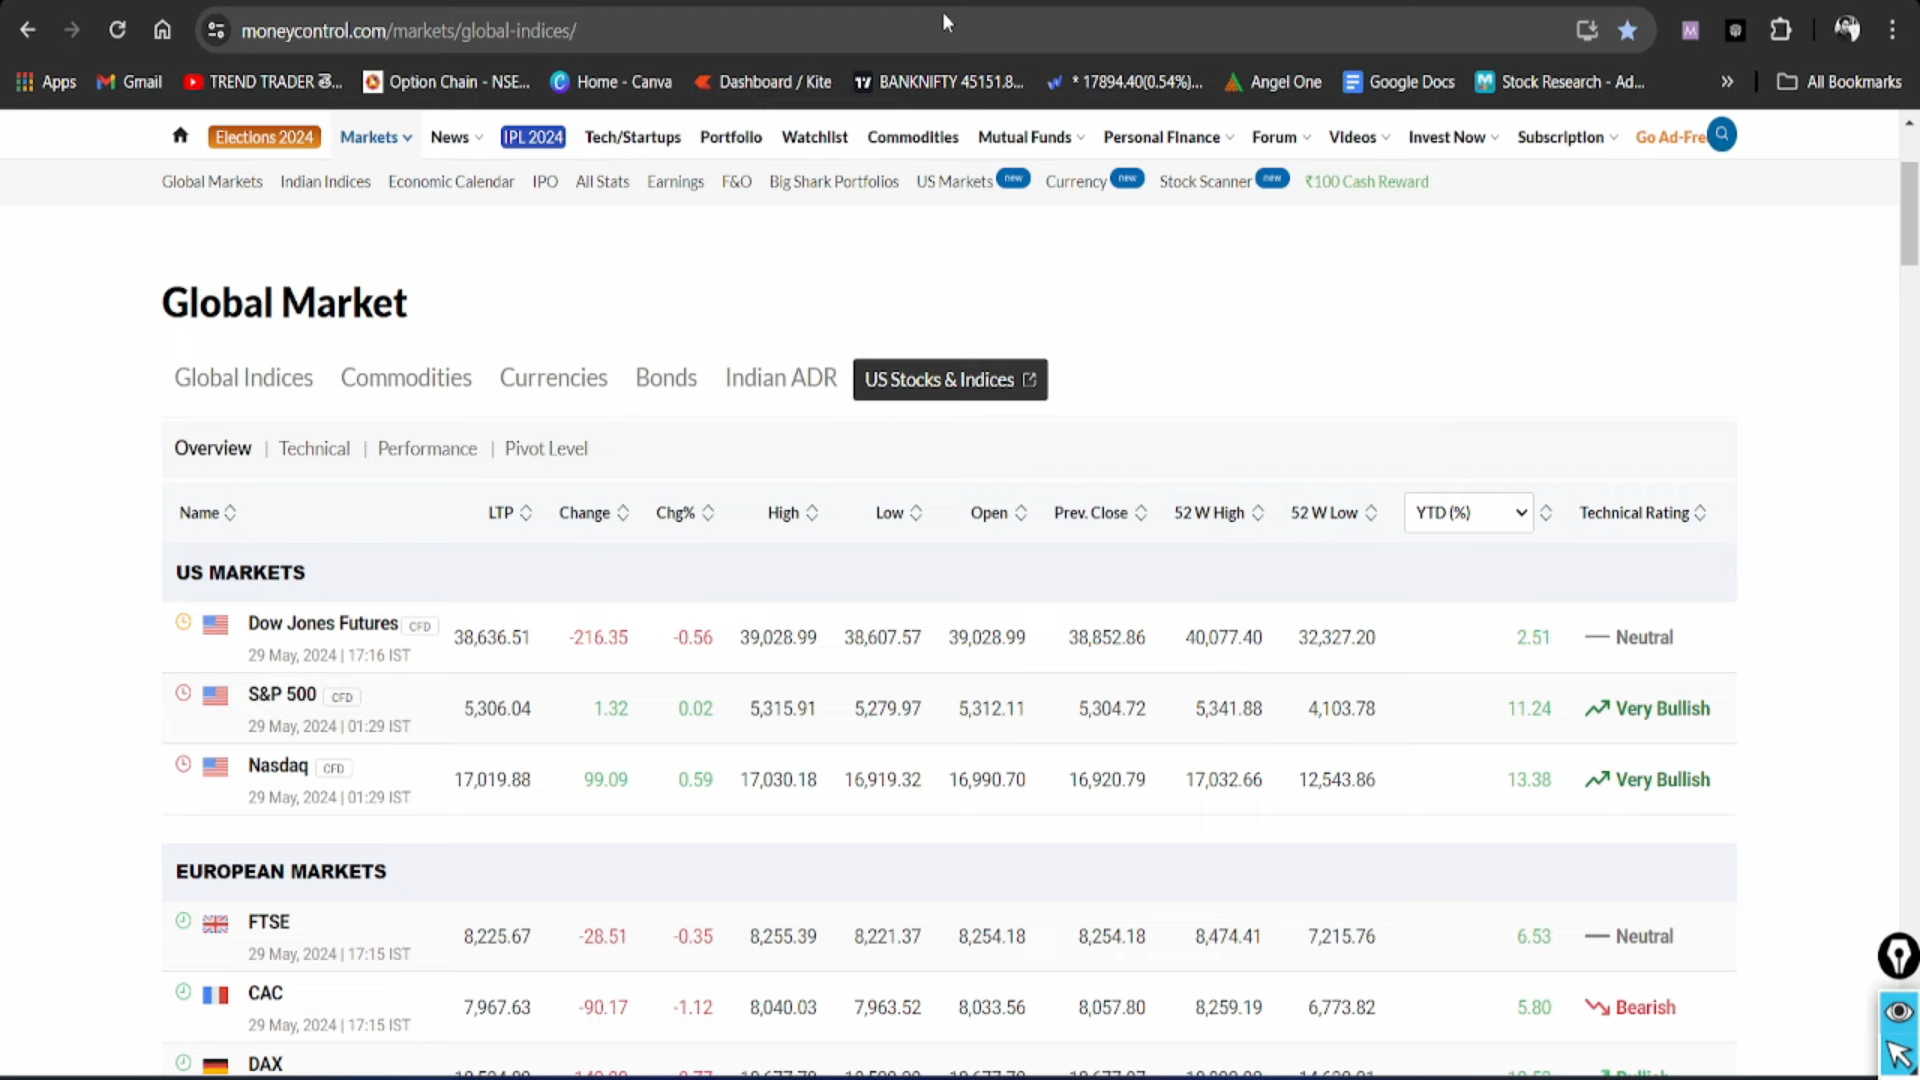 moneycontrol.com/markets/global-indices/
Apps Gmail TREND TRADER Option Chain - NSE... Home - Canva Dashboard / Kite BANKNIFTY 45151.8... * 17894.40(0.54%)... Angel One Google Docs Stock Research - Ad... » All Bookmarks
Elections 2024 Markets News IPL 2024 Tech/Startups Portfolio Watchlist Commodities Mutual Funds Personal Finance Forum Videos Invest Now Subscription Go Ad-Fre
Global Markets Indian Indices Economic Calendar IPO All Stats Earnings F&O Big Shark Portfolios US Markets new Currency new Stock Scanner new ₹100 Cash Reward
Global Market
Global Indices Commodities Currencies Bonds Indian ADR US Stocks & Indices
Overview | Technical | Performance | Pivot Level
Name LTP Change Chg% High Low Open Prev. Close 52 W High 52 W Low YTD (%) Technical Rating
US MARKETS
Dow Jones Futures CFD 38,636.51 -216.35 -0.56 39,028.99 38,607.57 39,028.99 38,852.86 40,077.40 32,327.20 2.51 Neutral
29 May, 2024 | 17:16 IST
S&P 500 CFD 5,306.04 1.32 0.02 5,315.91 5,279.97 5,312.11 5,304.72 5,341.88 4,103.78 11.24 Very Bullish
29 May, 2024 | 01:29 IST
Nasdaq CFD 17,019.88 99.09 0.59 17,030.18 16,919.32 16,990.70 16,920.79 17,032.66 12,543.86 13.38 Very Bullish
29 May, 2024 | 01:29 IST
EUROPEAN MARKETS
FTSE 8,225.67 -28.51 -0.35 8,255.39 8,221.37 8,254.18 8,254.18 8,474.41 7,215.76 6.53 Neutral
29 May, 2024 | 17:15 IST
CAC 7,967.63 -90.17 -1.12 8,040.03 7,963.52 8,033.56 8,057.80 8,259.19 6,773.82 5.80 Bearish
29 May, 2024 | 17:15 IST
DAX